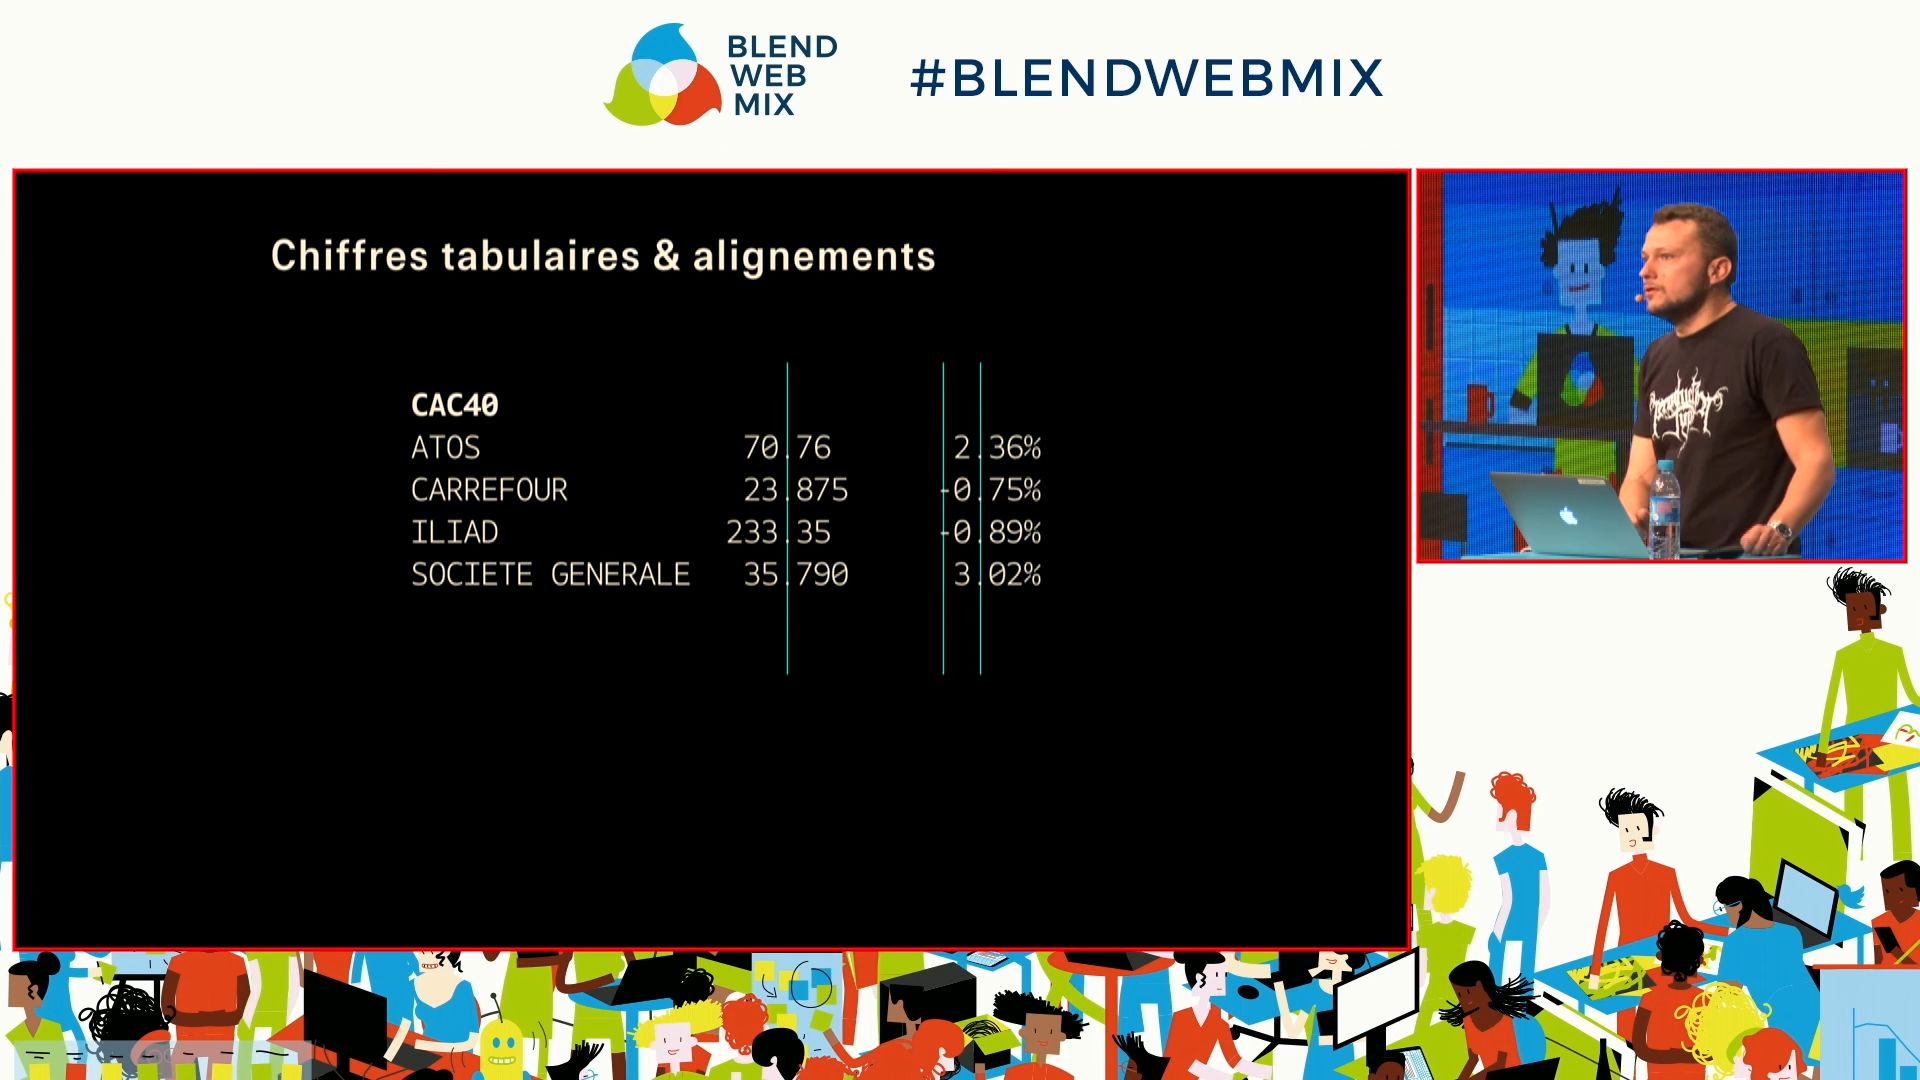 BLEND
WEB
MIX
#BLENDWEBMIX
Chiffres tabulaires & alignements
CAC40
ATOS 70.76 2.36%
CARREFOUR 23.875 -0.75%
ILIAD 233.35 -0.89%
SOCIETE GENERALE 35.790 3.02%